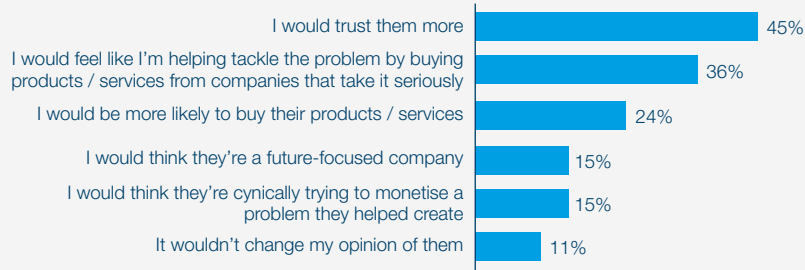 I would trust them more 45%
I would feel like I’m helping tackle the problem by buying
products / services from companies that take it seriously 36%
I would be more likely to buy their products / services 24%
I would think they’re a future-focused company 15%
I would think they’re cynically trying to monetise a
problem they helped create 15%
It wouldn’t change my opinion of them 11%